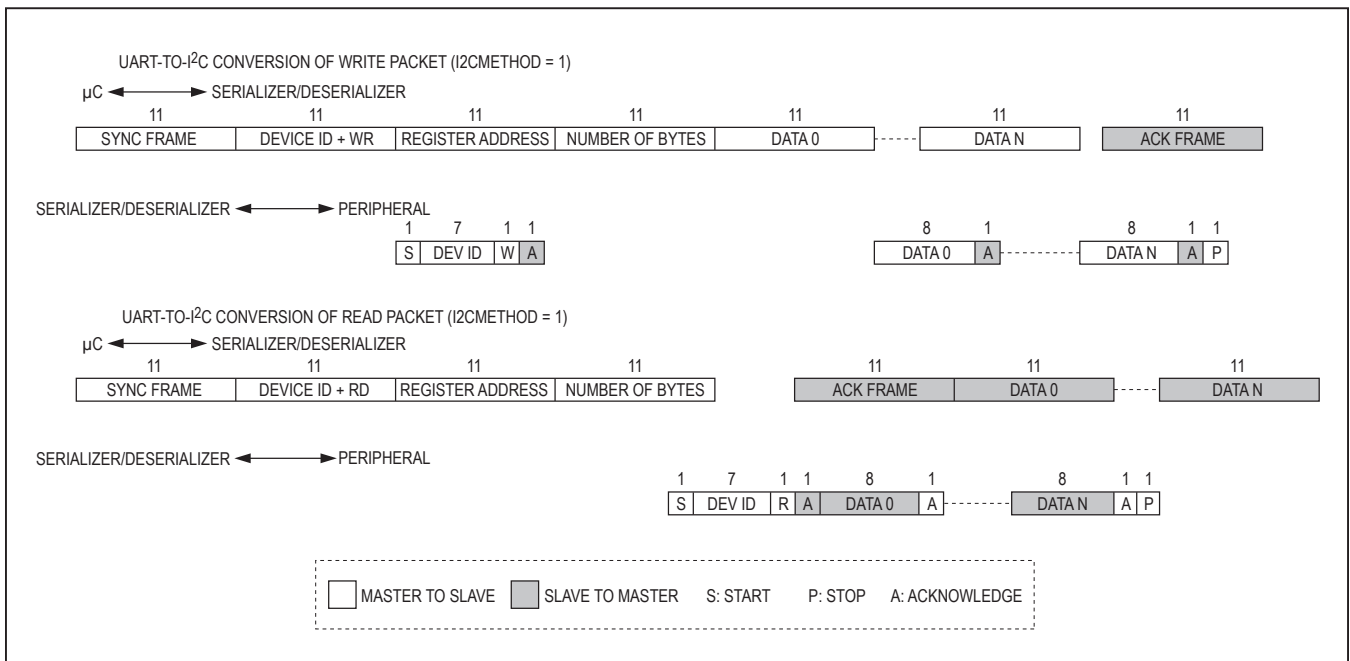 UART-TO-I2C CONVERSION OF WRITE PACKET (I2CMETHOD = 1)
µC SERIALIZER/DESERIALIZER
11 11 11 11 11 11 11
SYNC FRAME DEVICE ID + WR REGISTER ADDRESS NUMBER OF BYTES DATA 0 DATA N ACK FRAME
SERIALIZER/DESERIALIZER PERIPHERAL
1 7 1 1 8 1 8 1 1
S DEV ID W A DATA 0 A DATA N A P
UART-TO-I2C CONVERSION OF READ PACKET (I2CMETHOD = 1)
µC SERIALIZER/DESERIALIZER
11 11 11 11 11 11 11
SYNC FRAME DEVICE ID + RD REGISTER ADDRESS NUMBER OF BYTES ACK FRAME DATA 0 DATA N
SERIALIZER/DESERIALIZER PERIPHERAL
1 7 1 1 8 1 8 1 1
S DEV ID R A DATA 0 A DATA N A P
MASTER TO SLAVE SLAVE TO MASTER S: START P: STOP A: ACKNOWLEDGE